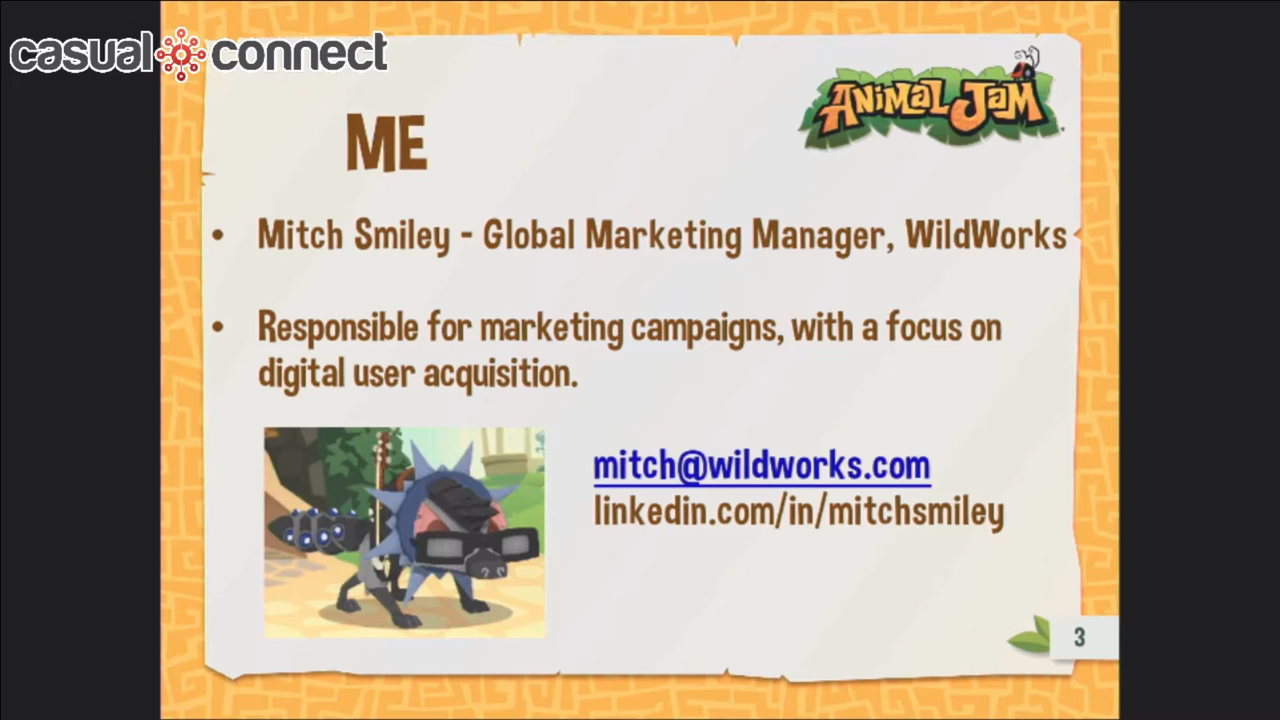 casual connect
ANIMAL JAM
ME
• Mitch Smiley - Global Marketing Manager, WildWorks
• Responsible for marketing campaigns, with a focus on
digital user acquisition.
mitch@wildworks.com
linkedin.com/in/mitchsmiley
3